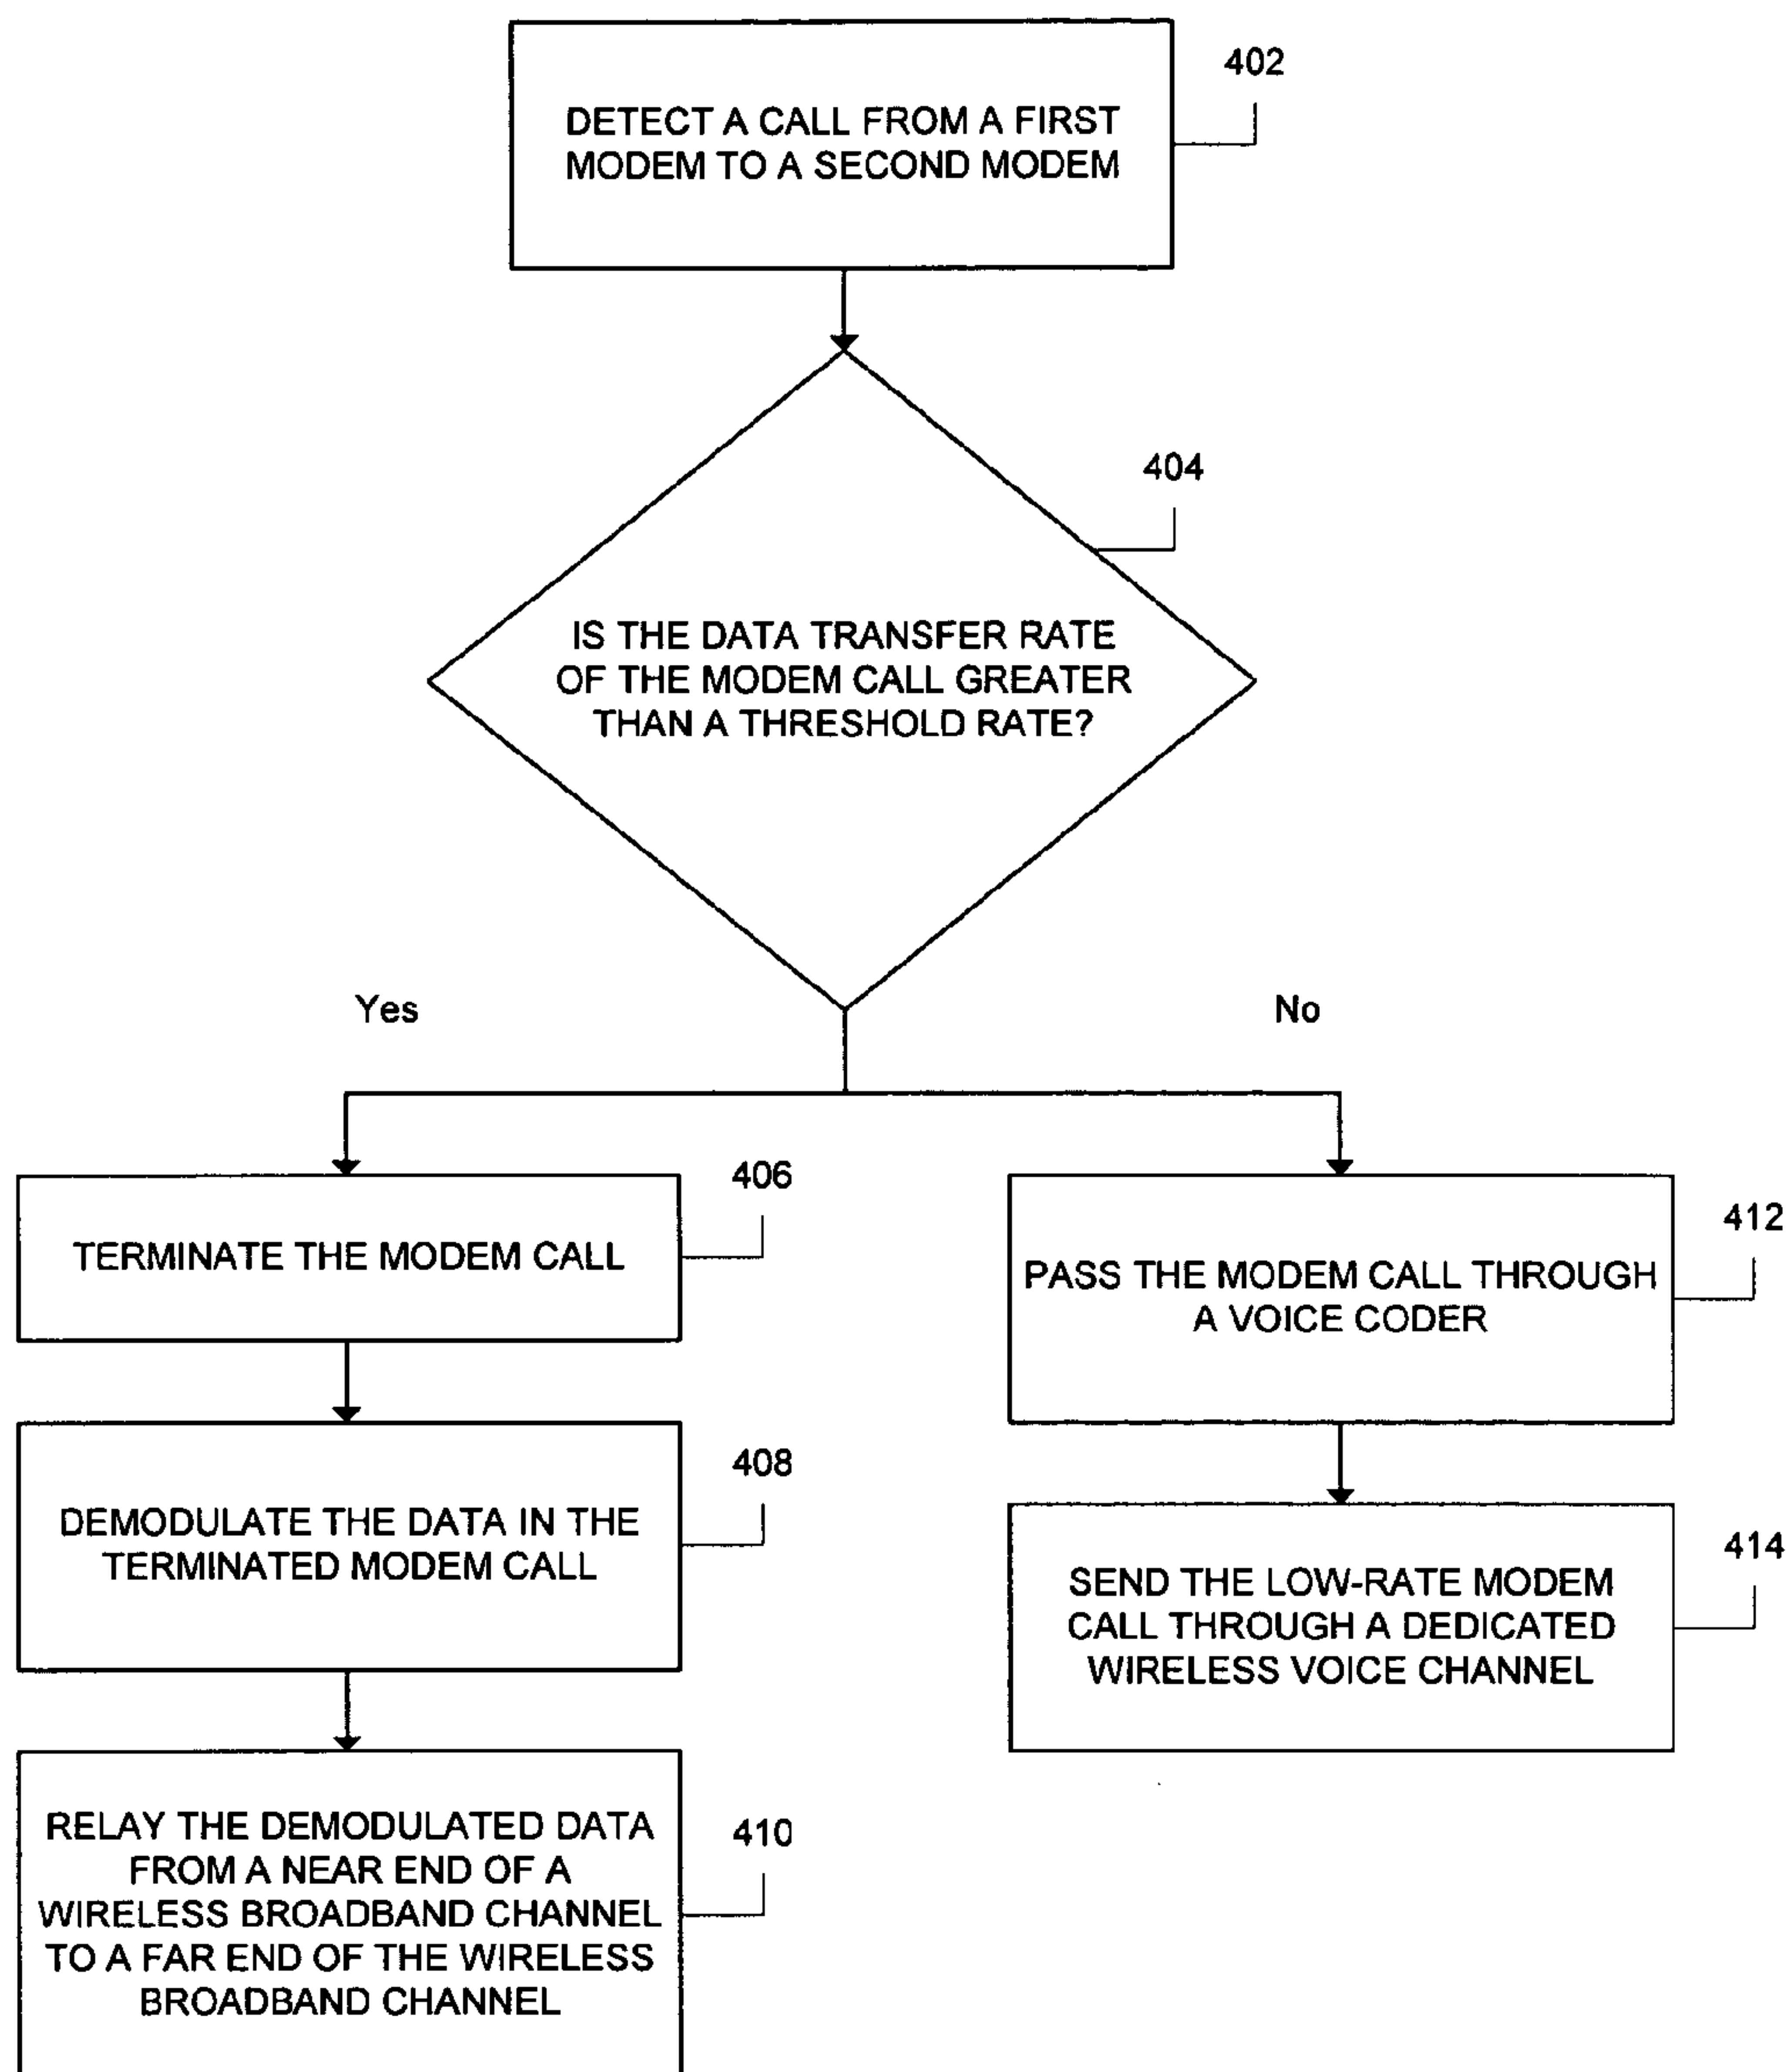 402
DETECT A CALL FROM A FIRST
MODEM TO A SECOND MODEM
404
IS THE DATA TRANSFER RATE
OF THE MODEM CALL GREATER
THAN A THRESHOLD RATE?
Yes
No
406
TERMINATE THE MODEM CALL
412
PASS THE MODEM CALL THROUGH
A VOICE CODER
408
DEMODULATE THE DATA IN THE
TERMINATED MODEM CALL
414
SEND THE LOW-RATE MODEM
CALL THROUGH A DEDICATED
WIRELESS VOICE CHANNEL
410
RELAY THE DEMODULATED DATA
FROM A NEAR END OF A
WIRELESS BROADBAND CHANNEL
TO A FAR END OF THE WIRELESS
BROADBAND CHANNEL